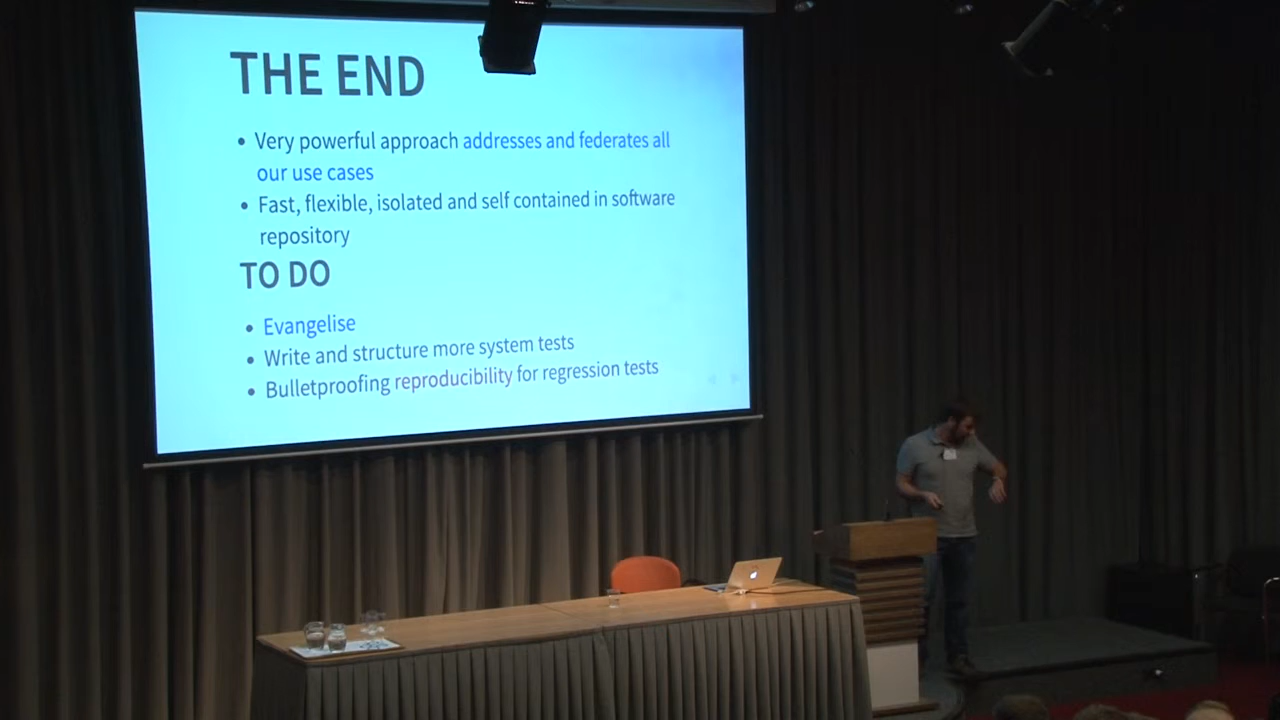 THE END
• Very powerful approach addresses and federates all
our use cases
• Fast, flexible, isolated and self contained in software
repository
TO DO
• Evangelise
• Write and structure more system tests
• Bulletproofing reproducibility for regression tests